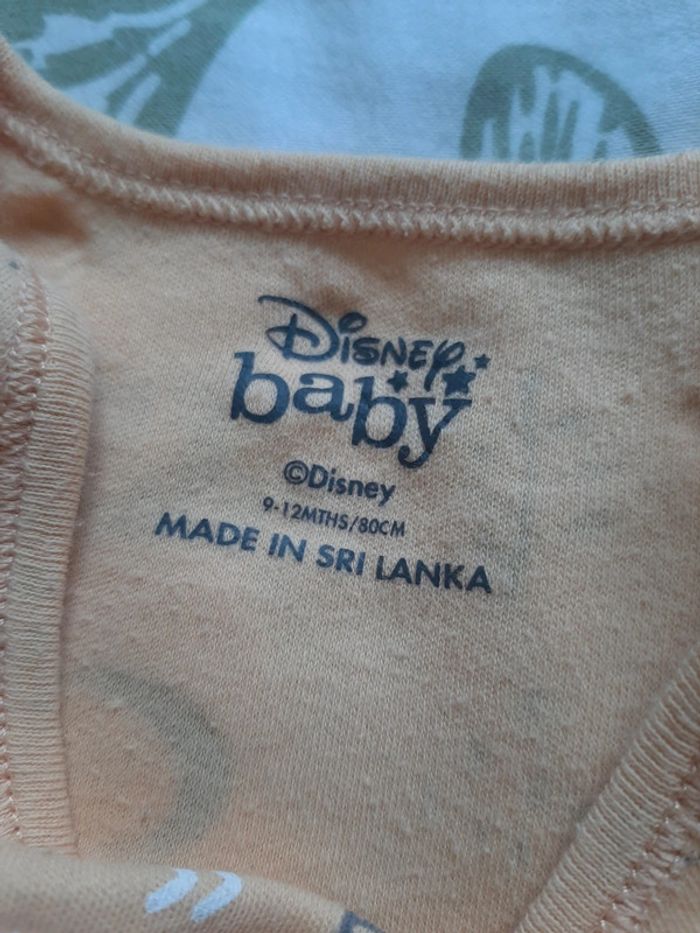 Disney
baby
©Disney
9-12MTHS/80CM
MADE IN SRI LANKA